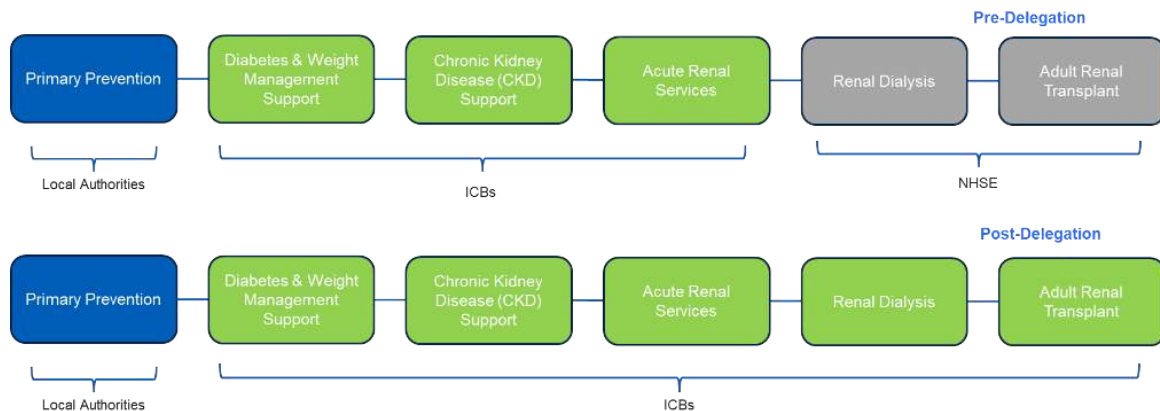 Pre-Delegation
Primary Prevention
Diabetes & Weight
Management
Support
Chronic Kidney
Disease (CKD)
Support
Acute Renal
Services
Renal Dialysis
Adult Renal
Transplant
Local Authorities
ICBs
NHSE
Post-Delegation
Primary Prevention
Diabetes & Weight
Management
Support
Chronic Kidney
Disease (CKD)
Support
Acute Renal
Services
Renal Dialysis
Adult Renal
Transplant
Local Authorities
ICBs